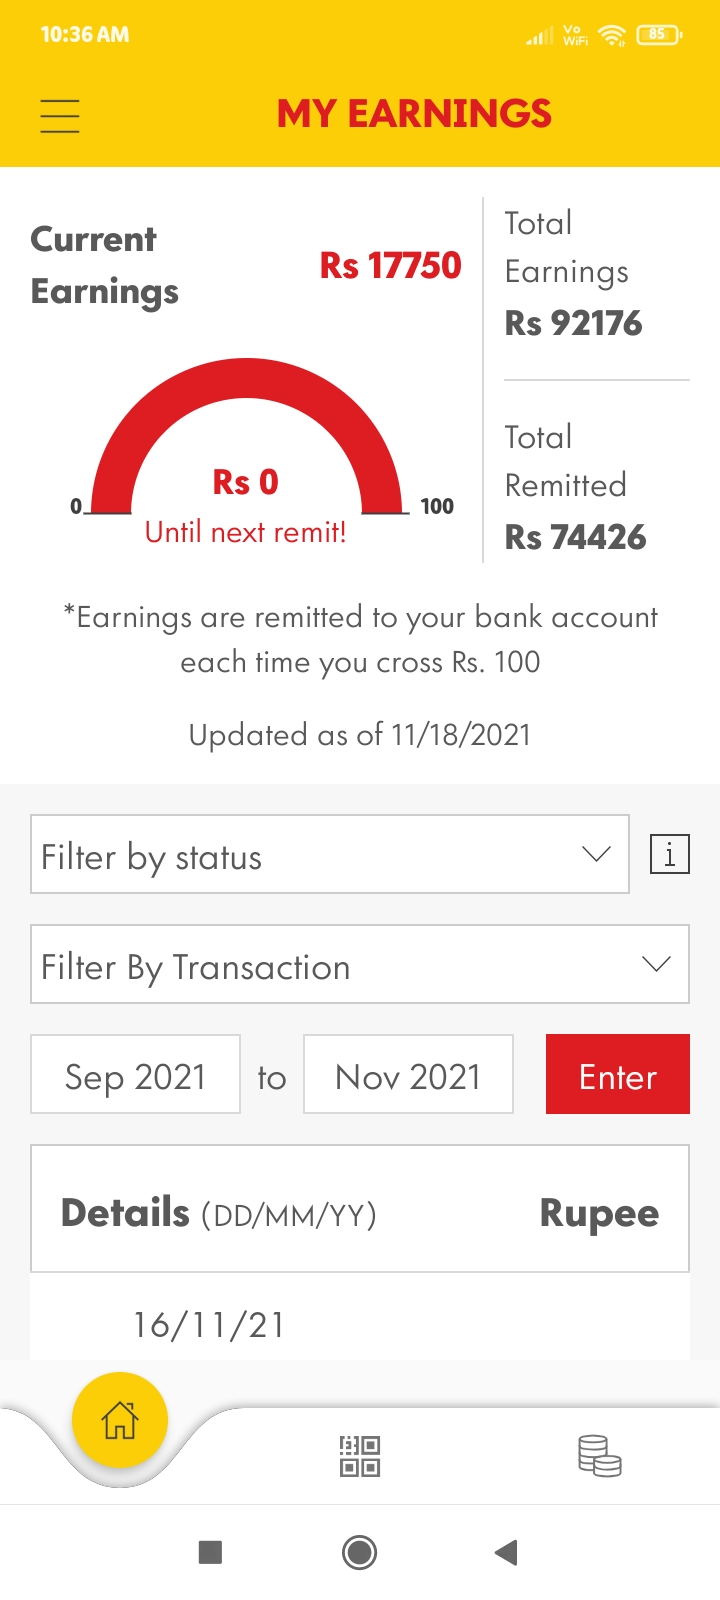 10:36 AM
Vo
WiFi
85
MY EARNINGS
Current
Earnings
Rs 17750
Total
Earnings
Rs 92176
Total
Remitted
Rs 74426
Rs 0
0
100
Until next remit!
*Earnings are remitted to your bank account
each time you cross Rs. 100
Updated as of 11/18/2021
Filter by status
i
Filter By Transaction
Sep 2021 to Nov 2021 Enter
Details (DD/MM/YY) Rupee
16/11/21